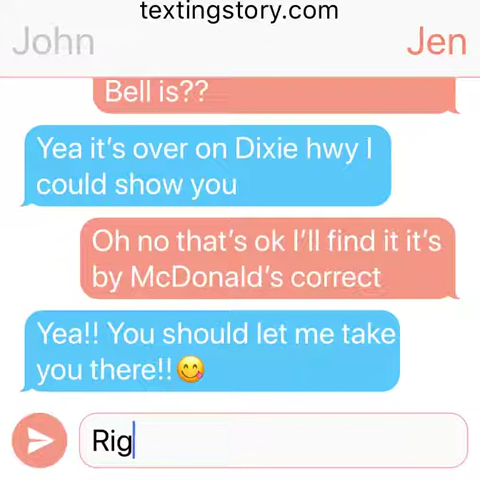 textingstory.com
John
Jen
Bell is??
Yea it's over on Dixie hwy I
could show you
Oh no that's ok I'll find it it's
by McDonald's correct
Yea!! You should let me take
you there!!😋
Rig